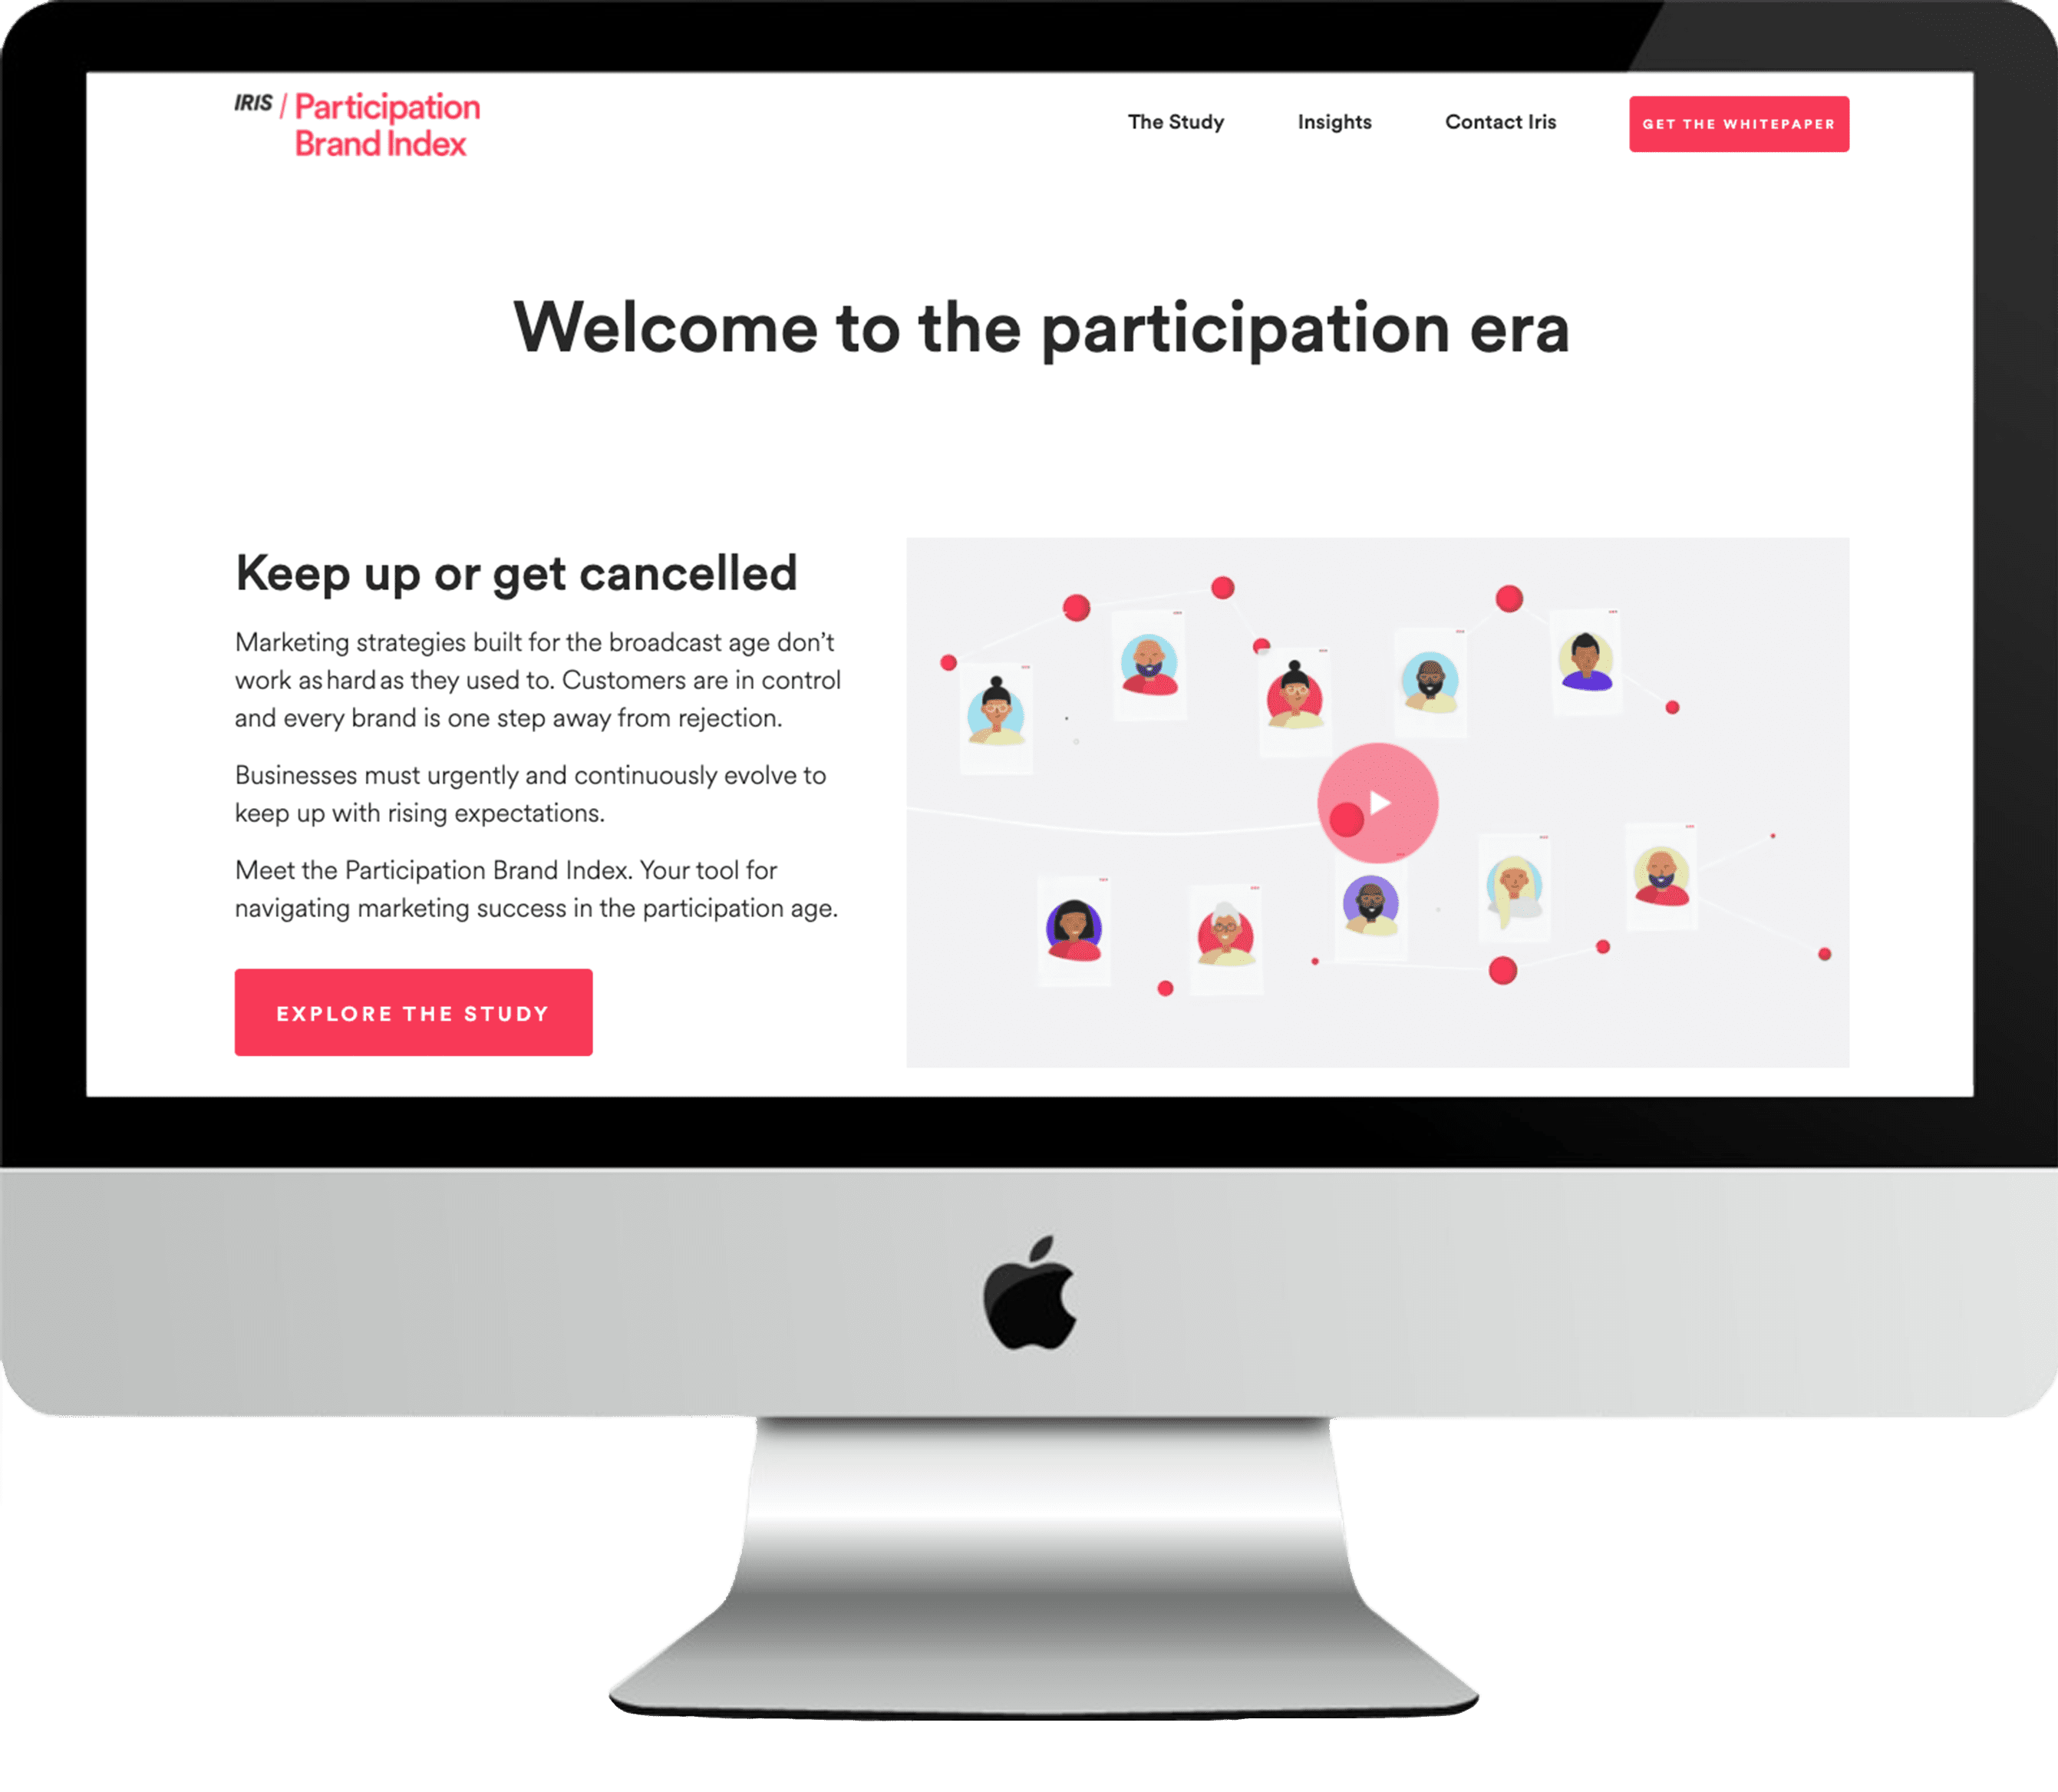 IRIS / Participation
Brand Index
The Study
Insights
Contact Iris
GET THE WHITEPAPER
Welcome to the participation era
Keep up or get cancelled
Marketing strategies built for the broadcast age don’t
work as hard as they used to. Customers are in control
and every brand is one step away from rejection.
Businesses must urgently and continuously evolve to
keep up with rising expectations.
Meet the Participation Brand Index. Your tool for
navigating marketing success in the participation age.
EXPLORE THE STUDY